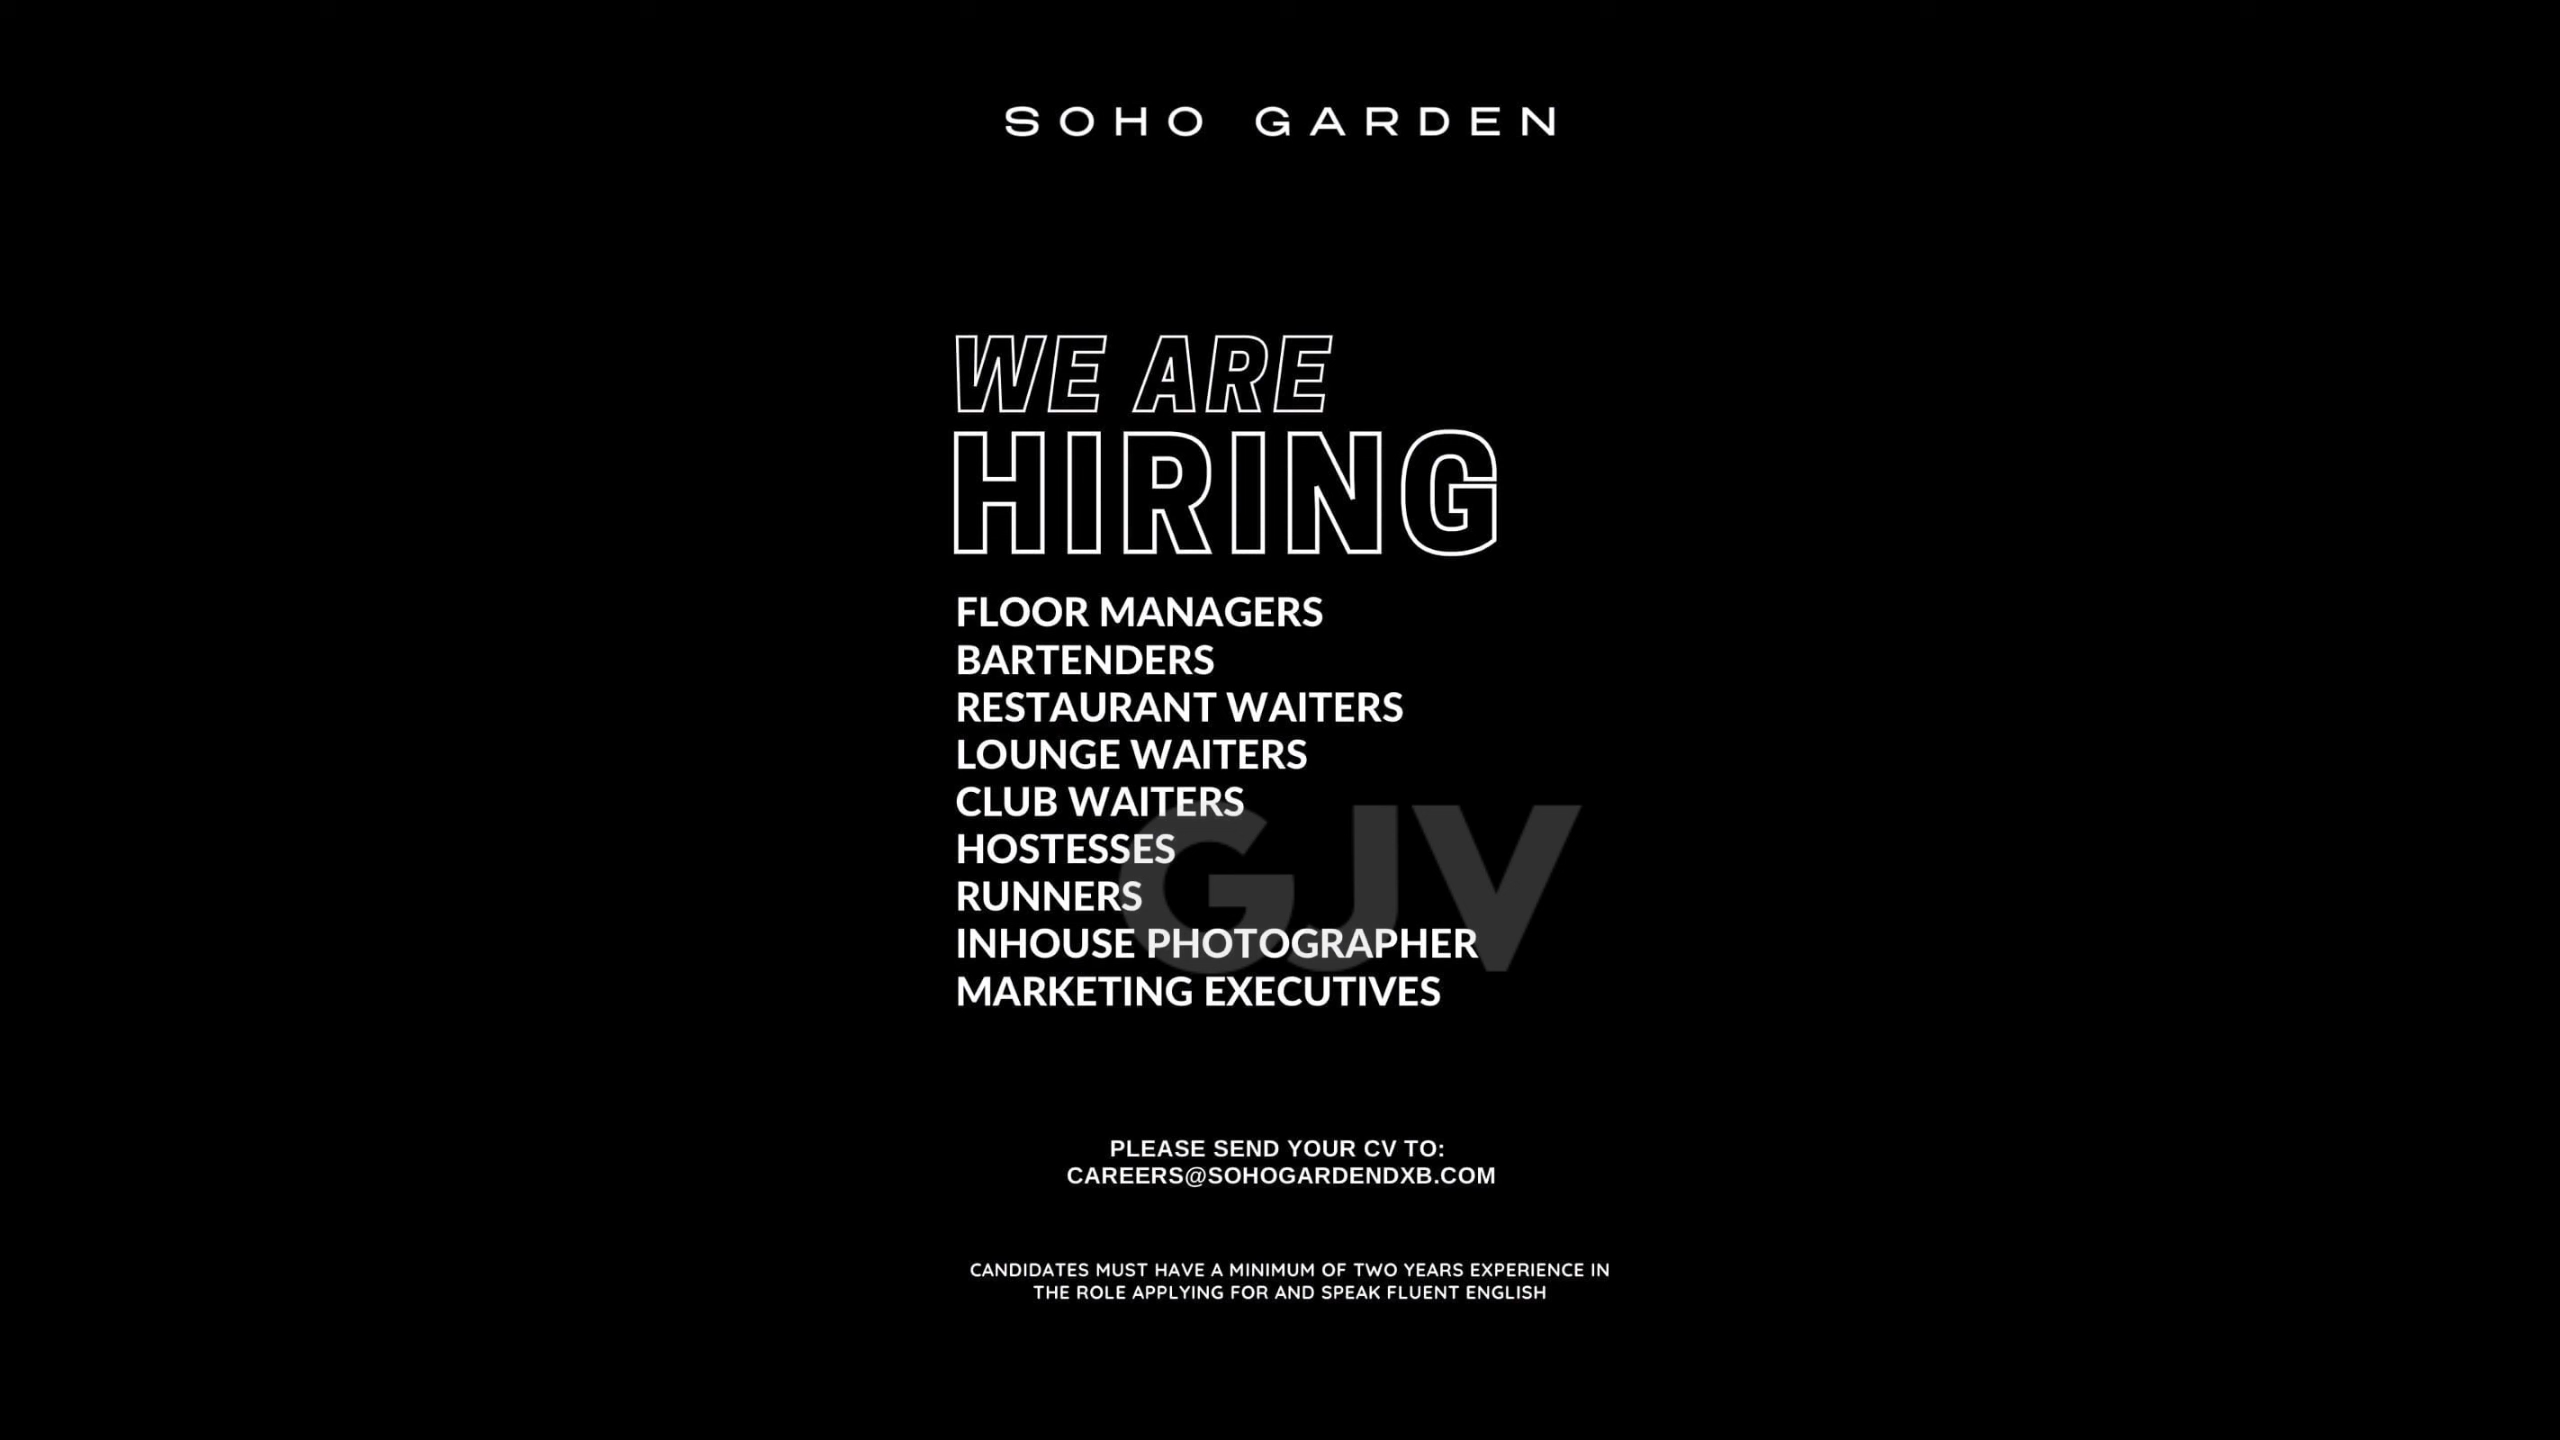 SOHO GARDEN
WE ARE
HIRING
FLOOR MANAGERS
BARTENDERS
RESTAURANT WAITERS
LOUNGE WAITERS
CLUB WAITERS
HOSTESSES
RUNNERS
INHOUSE PHOTOGRAPHER
MARKETING EXECUTIVES
GJV
PLEASE SEND YOUR CV TO:
CAREERS@SOHOGARDENDXB.COM
CANDIDATES MUST HAVE A MINIMUM OF TWO YEARS EXPERIENCE IN
THE ROLE APPLYING FOR AND SPEAK FLUENT ENGLISH